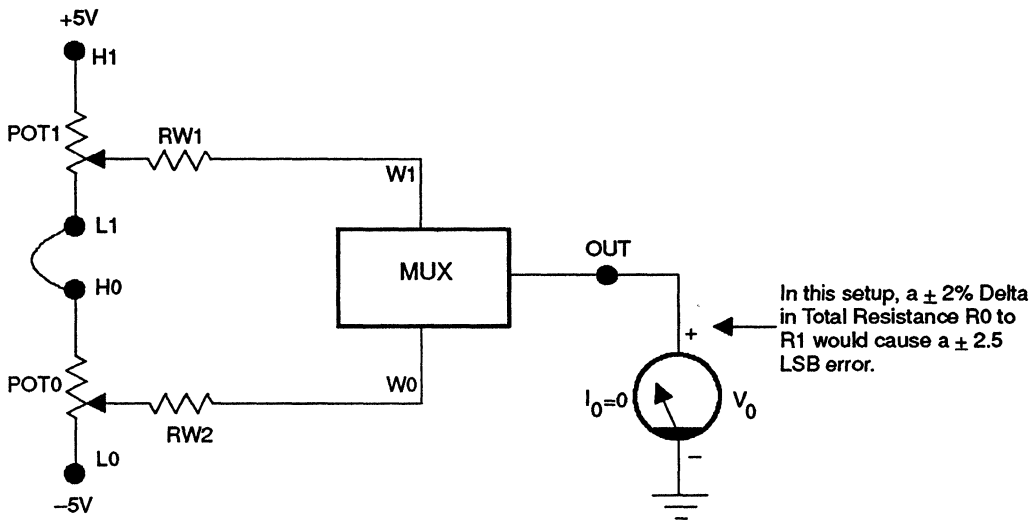 +5V
H1
POT1
RW1
W1
L1
MUX
OUT
H0
In this setup, a ± 2% Delta
in Total Resistance R0 to
R1 would cause a ± 2.5
LSB error.
+
POT0
W0
I0=0
V0
RW2
L0
–
–5V